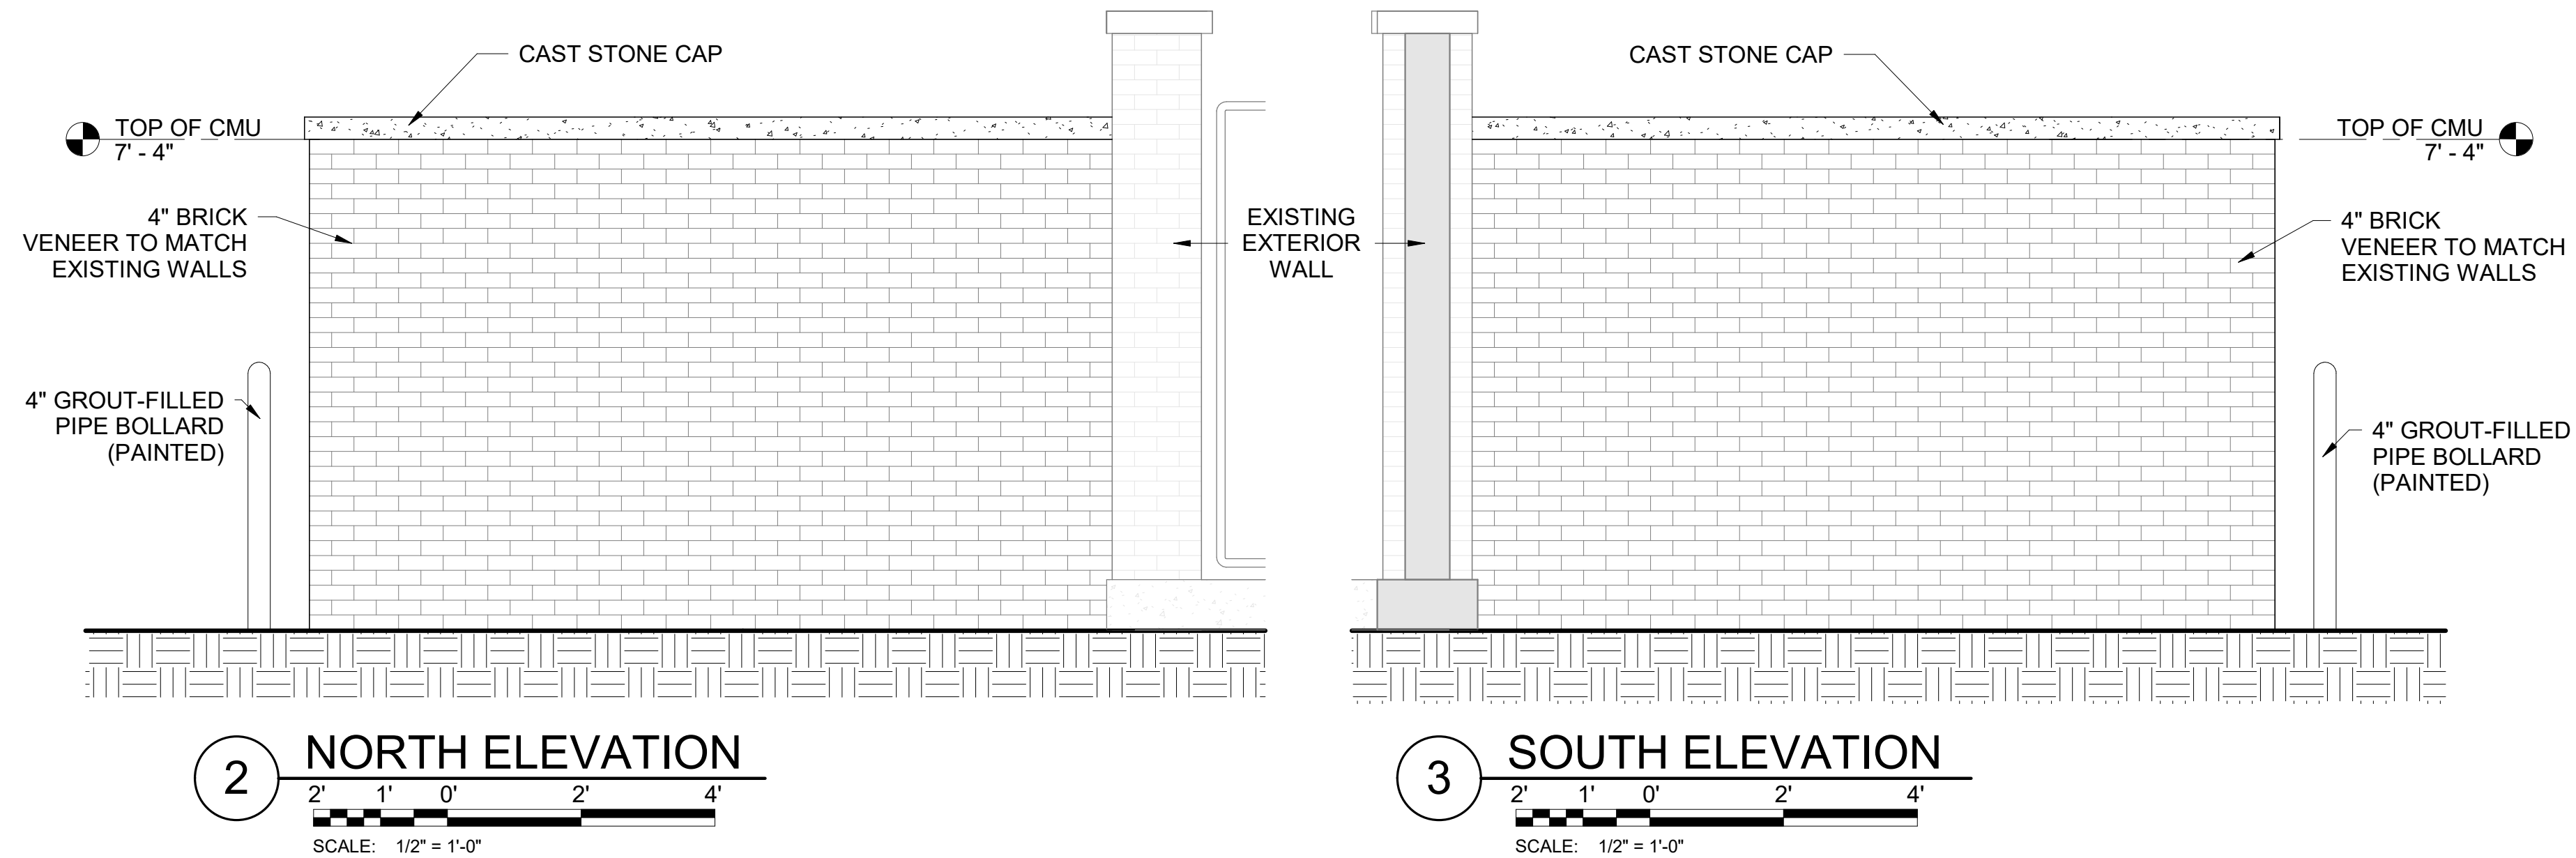 CAST STONE CAP
TOP OF CMU
7' - 4"
4" BRICK
VENEER TO MATCH
EXISTING WALLS
4" GROUT-FILLED
PIPE BOLLARD
(PAINTED)
EXISTING
EXTERIOR
WALL
CAST STONE CAP
TOP OF CMU
7' - 4"
4" BRICK
VENEER TO MATCH
EXISTING WALLS
4" GROUT-FILLED
PIPE BOLLARD
(PAINTED)
2
NORTH ELEVATION
2' 1' 0' 2' 4'
SCALE: 1/2" = 1'-0"
3
SOUTH ELEVATION
2' 1' 0' 2' 4'
SCALE: 1/2" = 1'-0"